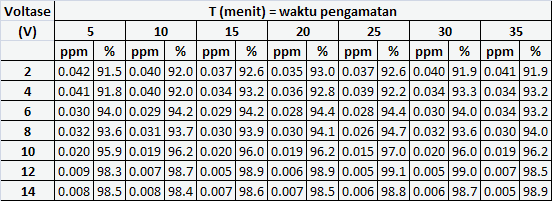 Voltase T (menit) = waktu pengamatan
(V) 5 10 15 20 25 30 35
ppm % ppm % ppm % ppm % ppm % ppm % ppm %
2 0.042 91.5 0.040 92.0 0.037 92.6 0.035 93.0 0.037 92.6 0.040 91.9 0.041 91.9
4 0.041 91.8 0.040 92.0 0.034 93.2 0.036 92.8 0.039 92.2 0.034 93.3 0.034 93.2
6 0.030 94.0 0.029 94.2 0.029 94.2 0.028 94.4 0.028 94.4 0.030 94.0 0.034 93.2
8 0.032 93.6 0.031 93.7 0.030 93.9 0.030 94.1 0.026 94.7 0.032 93.6 0.030 94.0
10 0.020 95.9 0.019 96.2 0.020 96.0 0.019 96.2 0.015 97.0 0.020 96.0 0.019 96.2
12 0.009 98.3 0.007 98.7 0.005 98.9 0.006 98.9 0.005 99.1 0.005 99.0 0.007 98.5
14 0.008 98.5 0.008 98.4 0.007 98.6 0.007 98.5 0.006 98.8 0.006 98.7 0.005 98.9